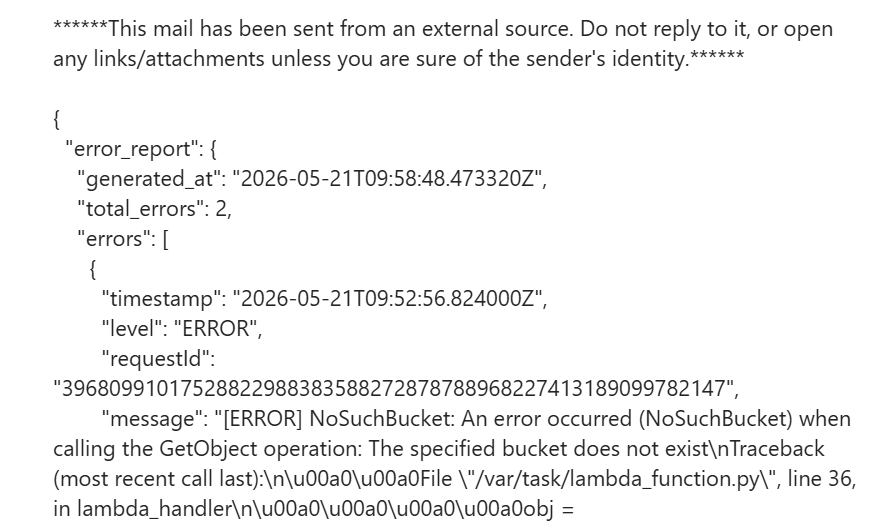 ******This mail has been sent from an external source. Do not reply to it, or open
any links/attachments unless you are sure of the sender's identity.******
{
"error_report": {
"generated_at": "2026-05-21T09:58:48.473320Z",
"total_errors": 2,
"errors": [
{
"timestamp": "2026-05-21T09:52:56.824000Z",
"level": "ERROR",
"requestId":
"39680991017528822988383588272878788968227413189099782147",
"message": "[ERROR] NoSuchBucket: An error occurred (NoSuchBucket) when
calling the GetObject operation: The specified bucket does not exist\nTraceback
(most recent call last):\n\u00a0\u00a0File \"/var/task/lambda_function.py\", line 36,
in lambda_handler\n\u00a0\u00a0\u00a0\u00a0obj =